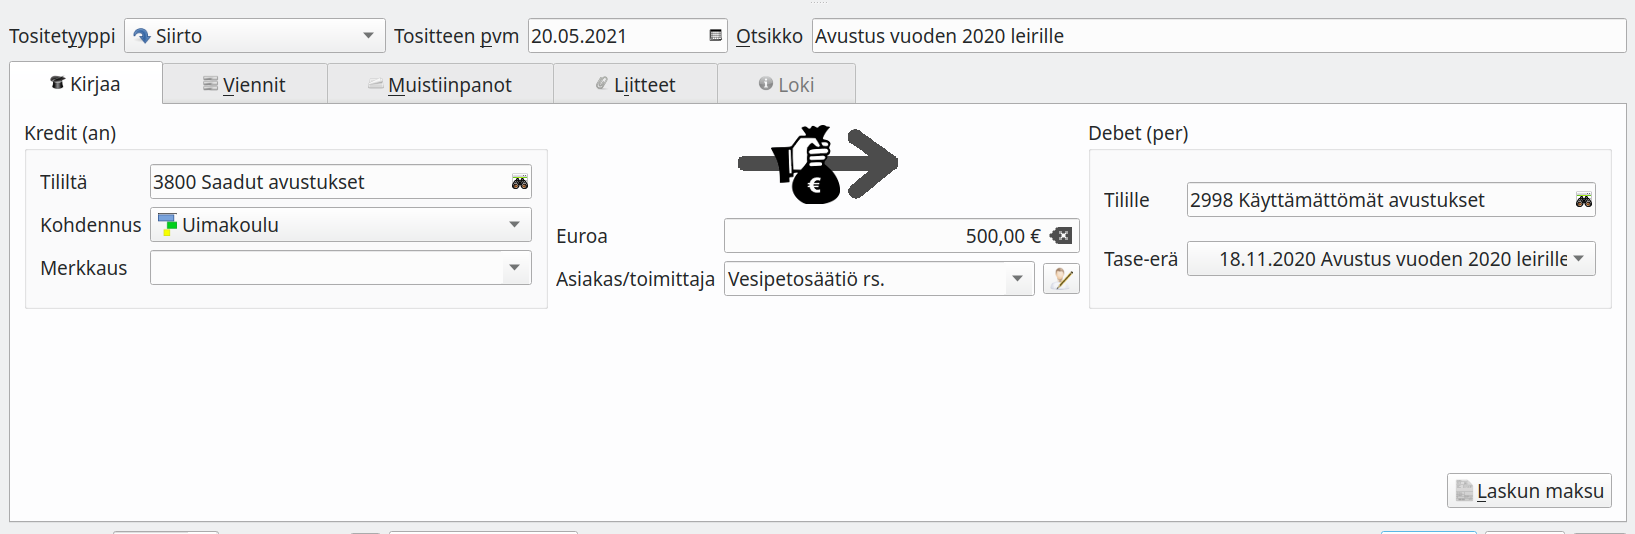 Tositetyyppi Siirto Tositteen pvm 20.05.2021 Otsikko Avustus vuoden 2020 leirille
Kirjaa Viennit Muistiinpanot Liitteet Loki
Kredit (an)
Tililtä 3800 Saadut avustukset
Kohdennus Uimakoulu
Merkkaus
€
Euroa 500,00 €
Asiakas/toimittaja Vesipetosäätiö rs.
Debet (per)
Tilille 2998 Käyttämättömät avustukset
Tase-erä 18.11.2020 Avustus vuoden 2020 leirille
Laskun maksu